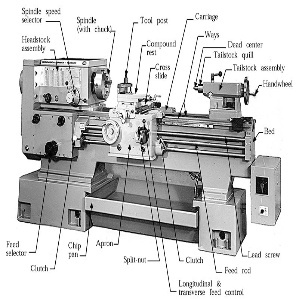 Spindle speed
selector
Headstock
assembly
Spindle
(with chuck)
Tool post
Compound
rest
Cross
slide
Carriage
Ways
Dead center
Tailstock quill
Tailstock assembly
Handwheel
Bed
Feed
selector
Clutch
Chip
pan
Apron
Split-nut
Clutch
Longitudinal &
transverse feed control
Feed rod
Lead screw